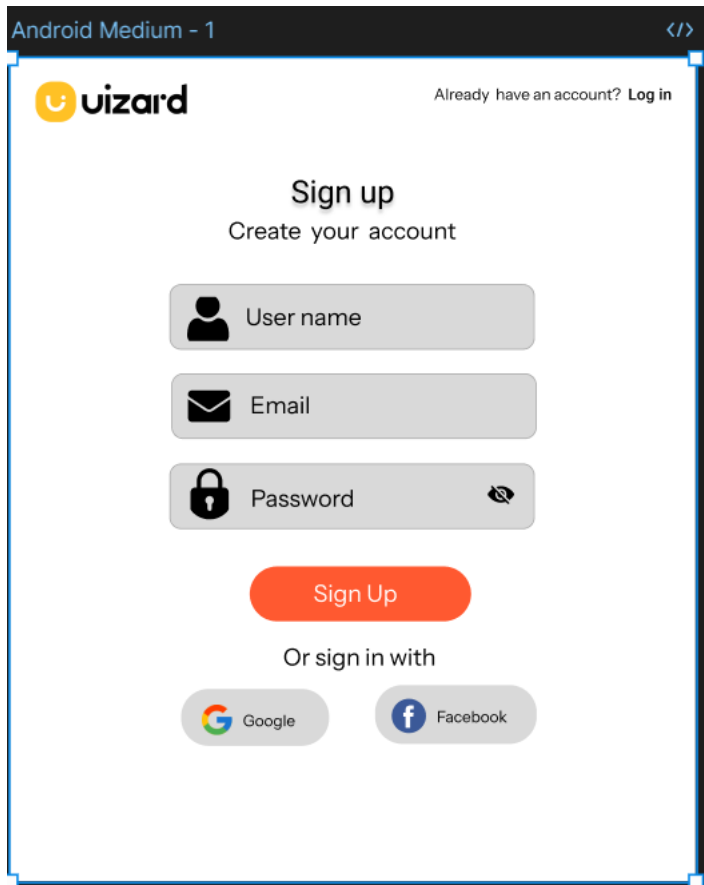 Android Medium - 1
uizard
Already have an account? Log in
Sign up
Create your account
User name
Email
Password
Sign Up
Or sign in with
Google
Facebook